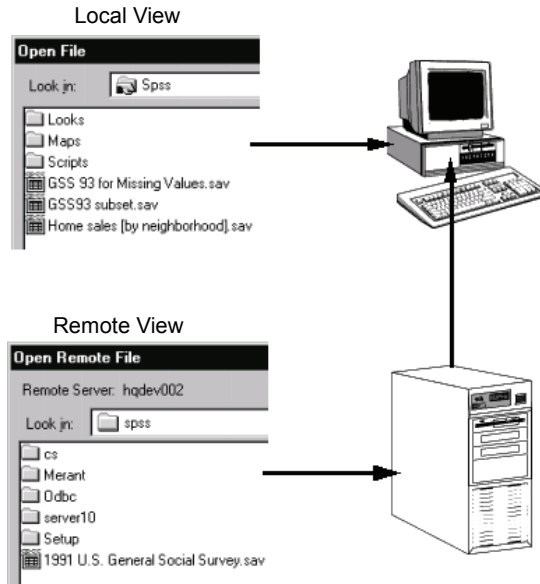 Local View
Open File
Look in: Spss
Looks
Maps
Scripts
GSS 93 for Missing Values.sav
GSS93 subset.sav
Home sales [by neighborhood].sav
Remote View
Open Remote File
Remote Server: hqdev002
Look in: spss
cs
Merant
Odbc
server10
Setup
1991 U.S. General Social Survey.sav